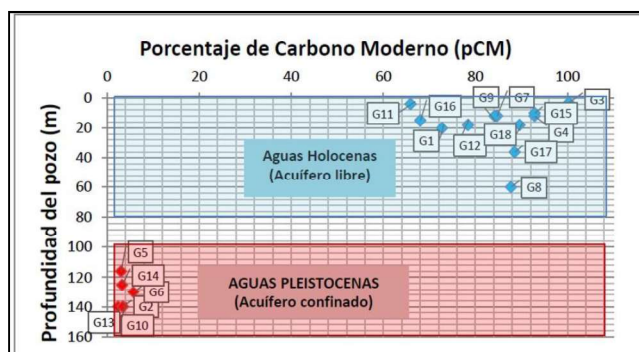 Porcentaje de Carbono Moderno (pCM)
0 20 40 60 80 100
Profundidad del pozo (m)
0
20
40
60
80
100
120
140
160
G11
G16
G9
G7
G3
G15
G1
G12
G18
G4
G17
G8
Aguas Holocenas
(Acuífero libre)
G5
G14
G6
G2
G13
G10
AGUAS PLEISTOCENAS
(Acuífero confinado)